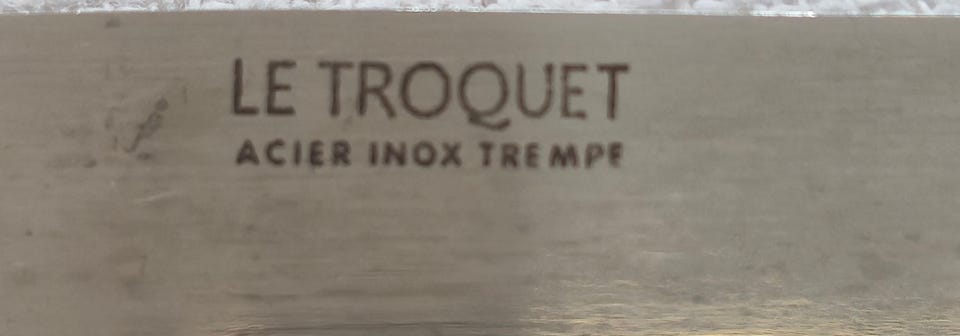 LE TROQUET
ACIER INOX TREMPE